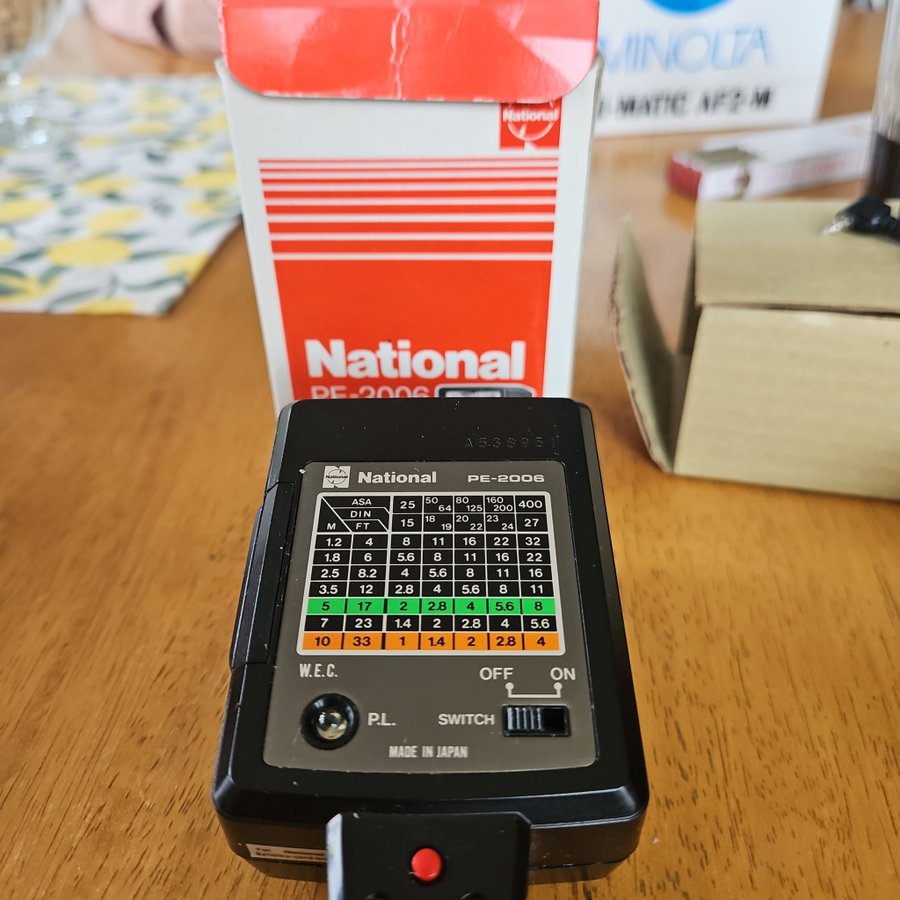 MINOLTA
-MATIC AF2-M
National
National
PE-2006
A538951
National National PE-2006
ASA 25 50 64 80 125 160 200 400
DIN 15 18 19 20 22 23 24 27
M FT
1.2 4 8 11 16 22 32
1.8 6 5.6 8 11 16 22
2.5 8.2 4 5.6 8 11 16
3.5 12 2.8 4 5.6 8 11
5 17 2 2.8 4 5.6 8
7 23 1.4 2 2.8 4 5.6
10 33 1 1.4 2 2.8 4
W.E.C.
OFF ON
P.L. SWITCH
MADE IN JAPAN